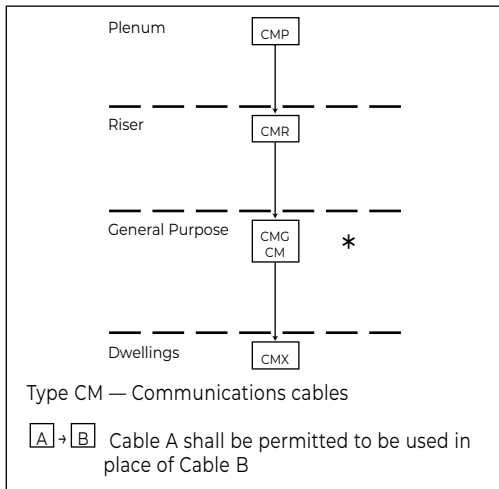 Plenum
CMP
Riser
CMR
General Purpose
CMG
CM
*
Dwellings
CMX
Type CM — Communications cables
A → B Cable A shall be permitted to be used in
place of Cable B